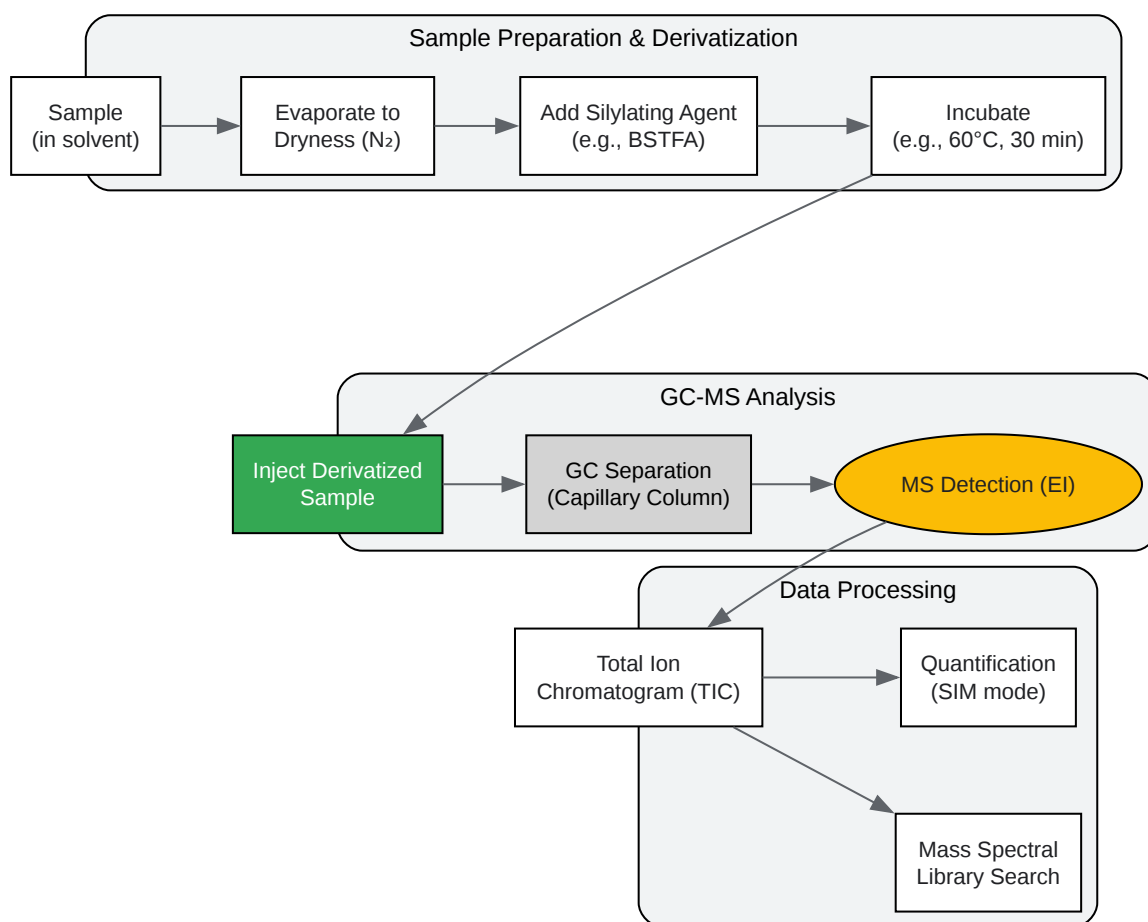 Sample Preparation & Derivatization
Sample
(in solvent)
Evaporate to
Dryness (N₂)
Add Silylating Agent
(e.g., BSTFA)
Incubate
(e.g., 60°C, 30 min)
GC-MS Analysis
Inject Derivatized
Sample
GC Separation
(Capillary Column)
MS Detection (EI)
Data Processing
Total Ion
Chromatogram (TIC)
Quantification
(SIM mode)
Mass Spectral
Library Search